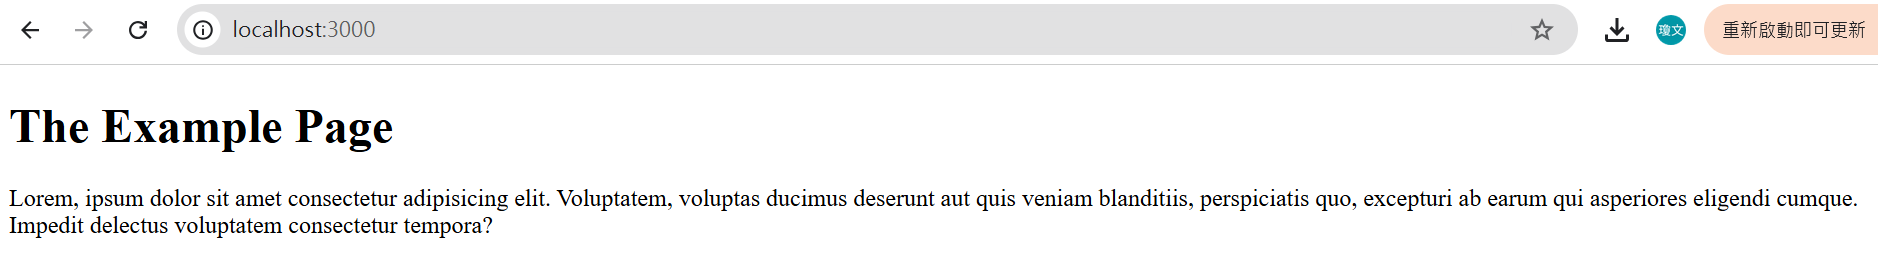 localhost:3000
瓊文
重新啟動即可更新
The Example Page
Lorem, ipsum dolor sit amet consectetur adipisicing elit. Voluptatem, voluptas ducimus deserunt aut quis veniam blanditiis, perspiciatis quo, excepturi ab earum qui asperiores eligendi cumque.
Impedit delectus voluptatem consectetur tempora?